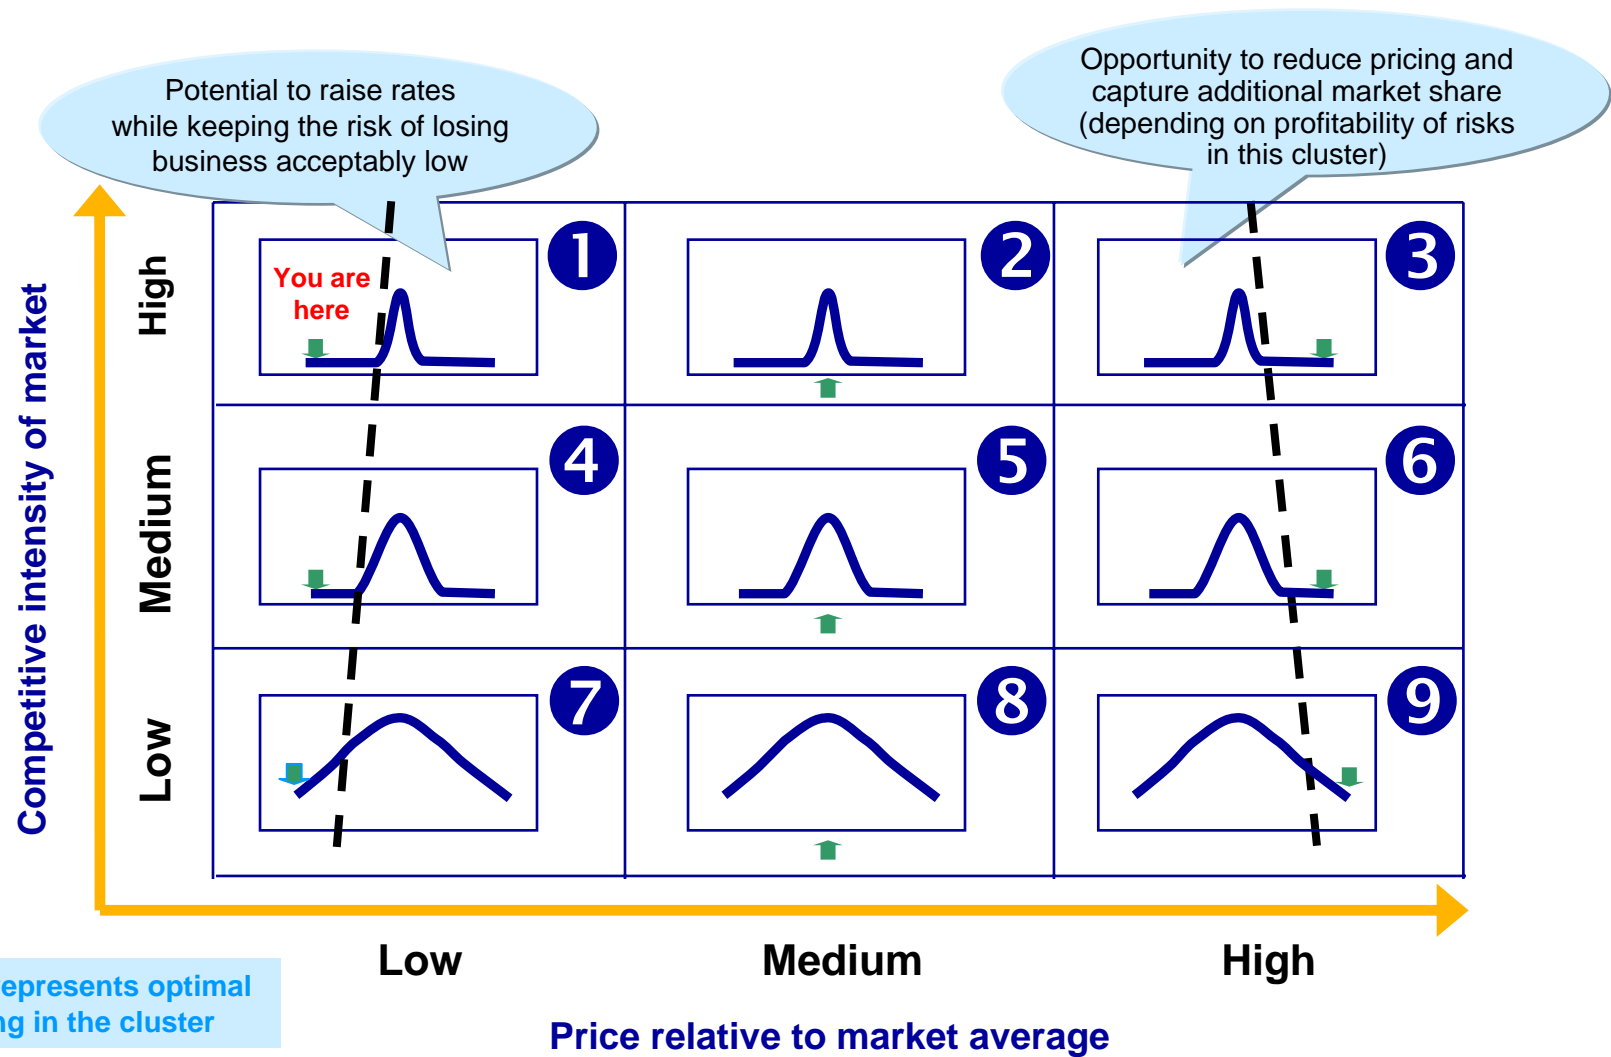 Potential to raise rates
while keeping the risk of losing
business acceptably low
Opportunity to reduce pricing and
capture additional market share
(depending on profitability of risks
in this cluster)
Competitive intensity of market
High
Medium
Low
You are
here
1
2
3
4
5
6
7
8
9
Low
Medium
High
Price relative to market average
represents optimal
in the cluster